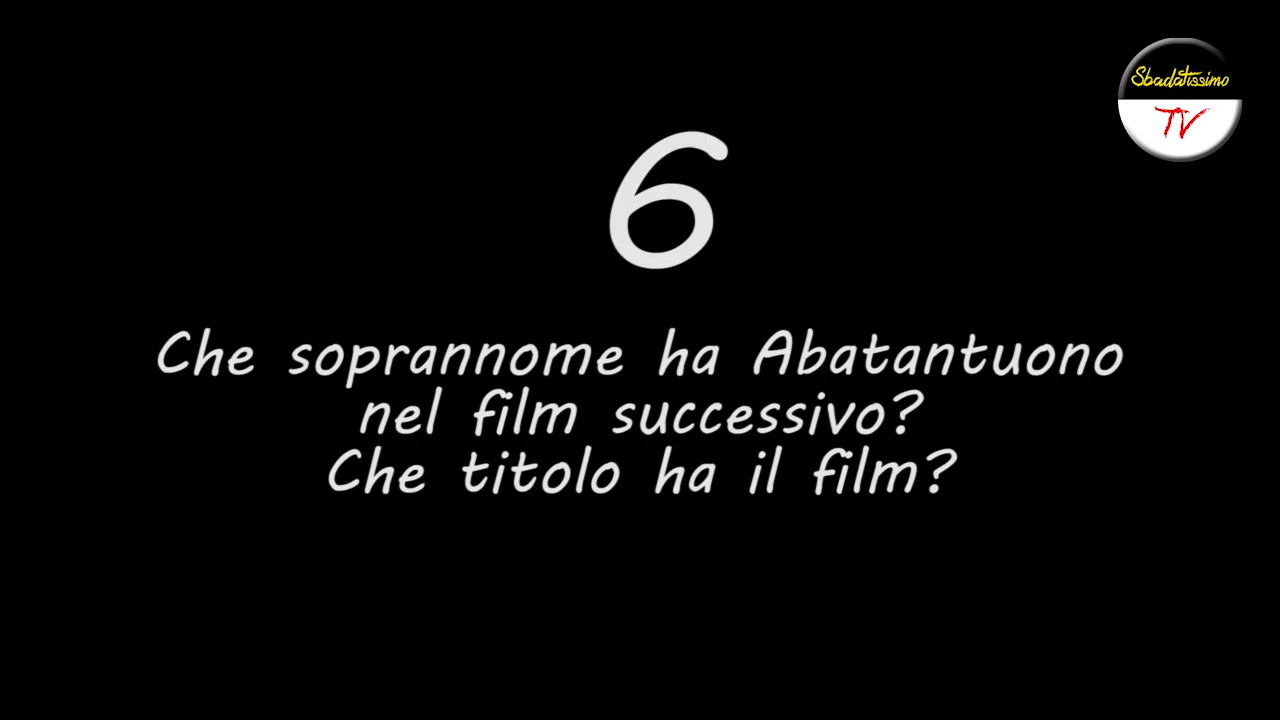 Sbadatissimo
TV
6
Che soprannome ha Abatantuono
nel film successivo?
Che titolo ha il film?